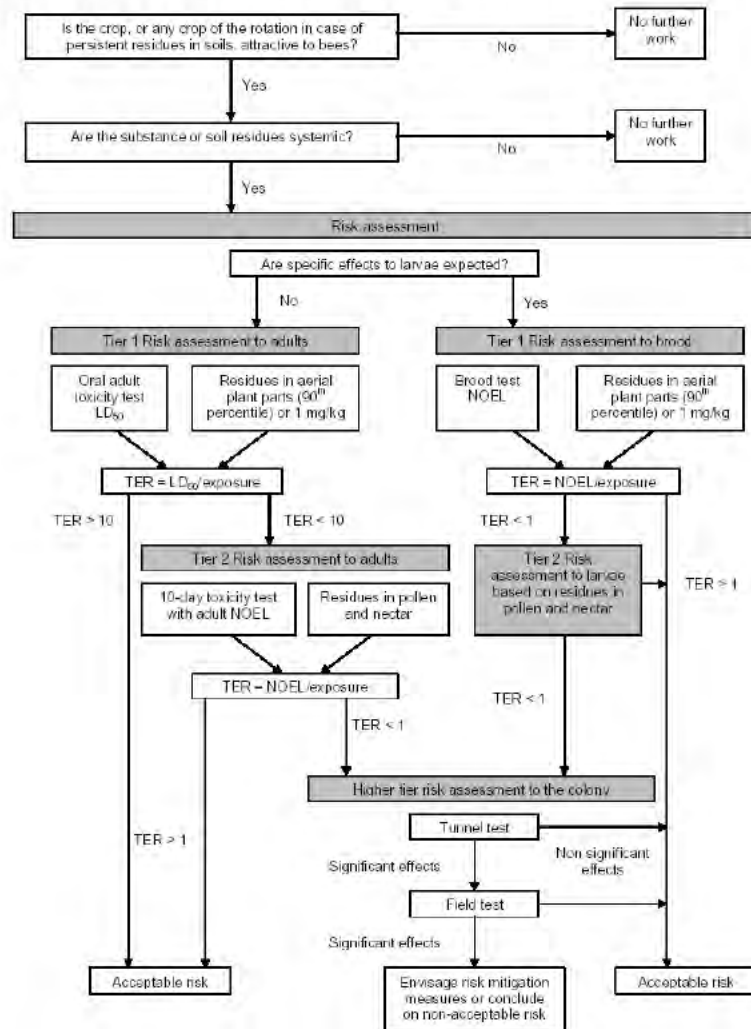 Is the crop, or any crop of the rotation in case of
persistent residues in soils, attractive to bees?
No
No further
work
Yes
Are the substance or soil residues systemic?
No
No further
work
Yes
Risk assessment
Are specific effects to larvae expected?
No
Yes
Tier 1 Risk assessment to adults
Tier 1 Risk assessment to brood
Oral adult
toxicity test
LD50
Residues in aerial
plant parts (90th
percentile) or 1 mg/kg
Brood test
NOEL
Residues in aerial
plant parts (90th
percentile) or 1 mg/kg
TER = LD50/exposure
TER = NOEL/exposure
TER > 10
TER < 10
TER < 1
TER > 1
Tier 2 Risk assessment to adults
Tier 2 Risk
assessment to larvae
based on residues in
pollen and nectar
10-day toxicity test
with adult NOEL
Residues in pollen
and nectar
TER = NOEL/exposure
TER < 1
TER < 1
Higher tier risk assessment to the colony
TER > 1
Tunnel test
Significant effects
Non significant
effects
Field test
Significant effects
Acceptable risk
Envisage risk mitigation
measures or conclude
on non-acceptable risk
Acceptable risk